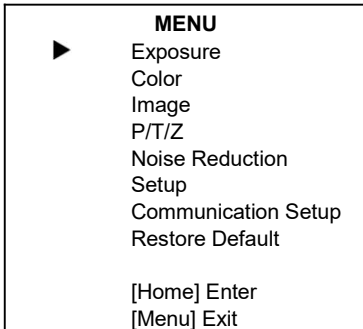 MENU
Exposure
Color
Image
P/T/Z
Noise Reduction
Setup
Communication Setup
Restore Default
[Home] Enter
[Menu] Exit